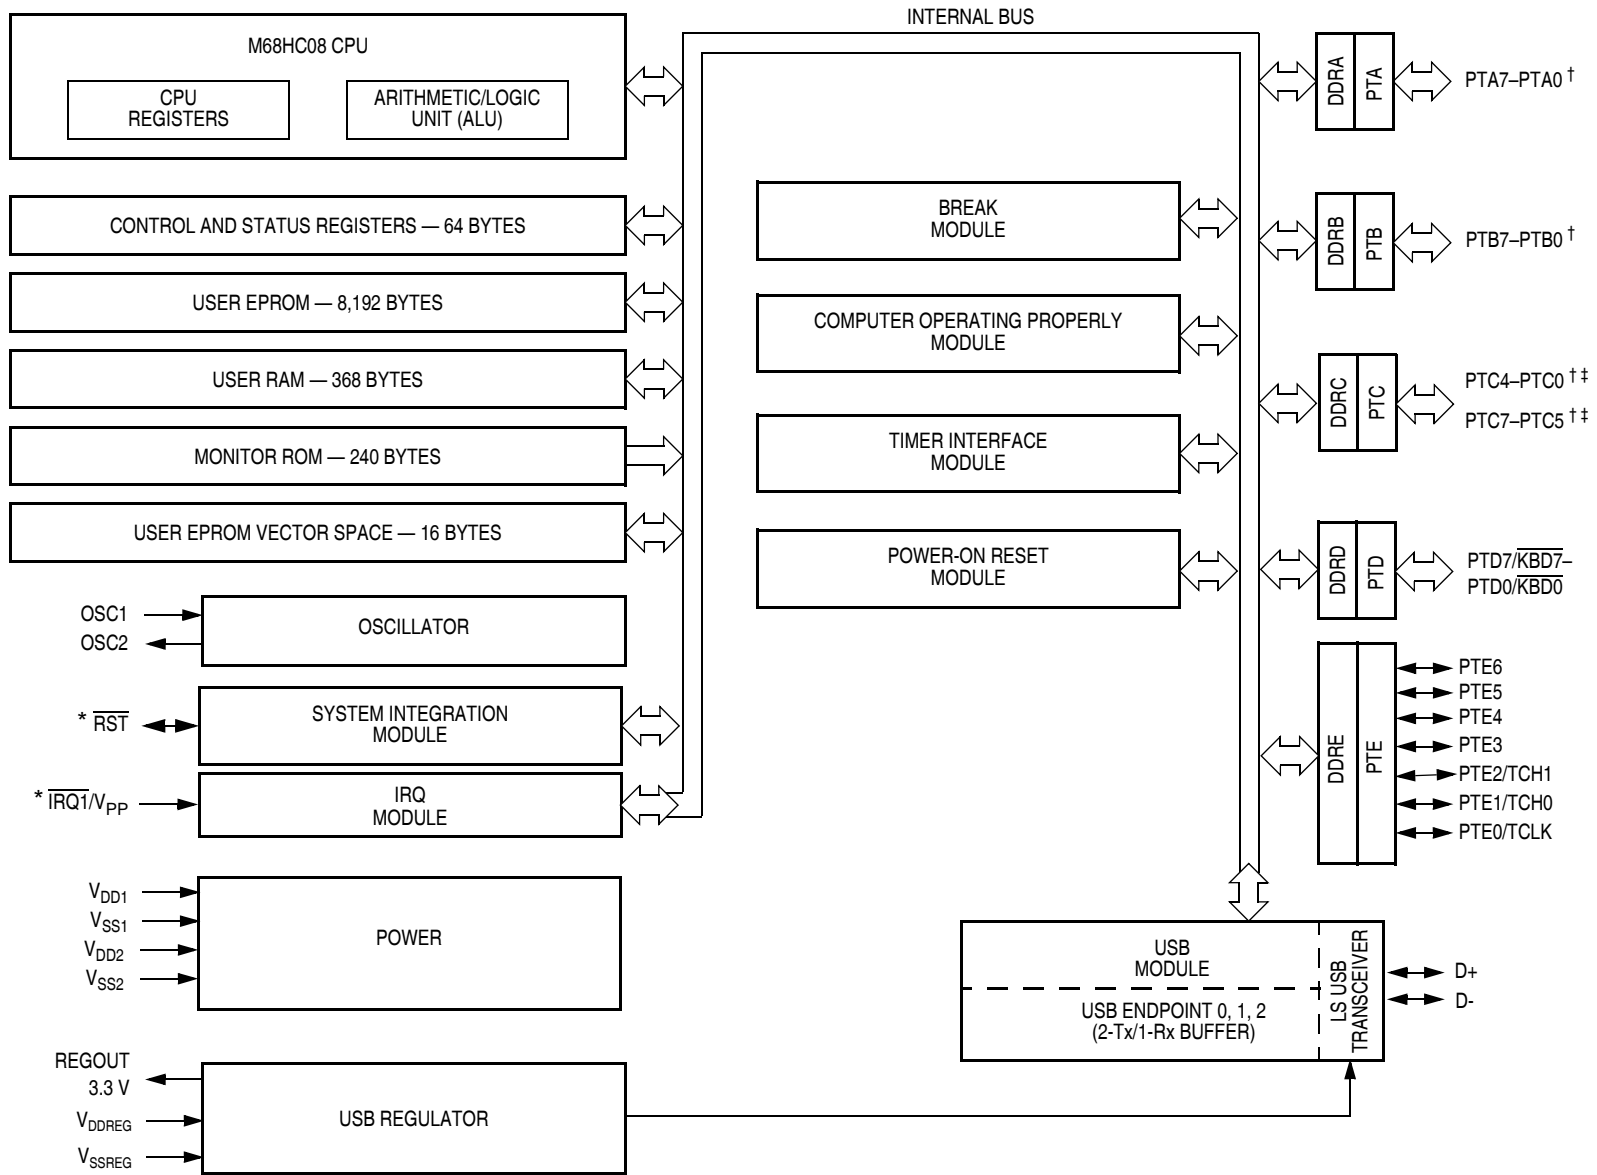 INTERNAL BUS
M68HC08 CPU
CPU
REGISTERS
ARITHMETIC/LOGIC
UNIT (ALU)
CONTROL AND STATUS REGISTERS — 64 BYTES
USER EPROM — 8,192 BYTES
USER RAM — 368 BYTES
MONITOR ROM — 240 BYTES
USER EPROM VECTOR SPACE — 16 BYTES
OSC1
OSC2
OSCILLATOR
* R̅S̅T̅
SYSTEM INTEGRATION
MODULE
* I̅R̅Q̅1̅/VPP
IRQ
MODULE
VDD1
VSS1
VDD2
VSS2
POWER
REGOUT
3.3 V
VDDREG
VSSREG
USB REGULATOR
BREAK
MODULE
COMPUTER OPERATING PROPERLY
MODULE
TIMER INTERFACE
MODULE
POWER-ON RESET
MODULE
USB
MODULE
USB ENDPOINT 0, 1, 2
(2-Tx/1-Rx BUFFER)
LS USB
TRANSCEIVER
D+
D-
DDRA
PTA
PTA7–PTA0 †
DDRB
PTB
PTB7–PTB0 †
DDRC
PTC
PTC4–PTC0 † ‡
PTC7–PTC5 † ‡
DDRD
PTD
PTD7/K̅B̅D̅7̅–
PTD0/K̅B̅D̅0̅
DDRE
PTE
PTE6
PTE5
PTE4
PTE3
PTE2/TCH1
PTE1/TCH0
PTE0/TCLK